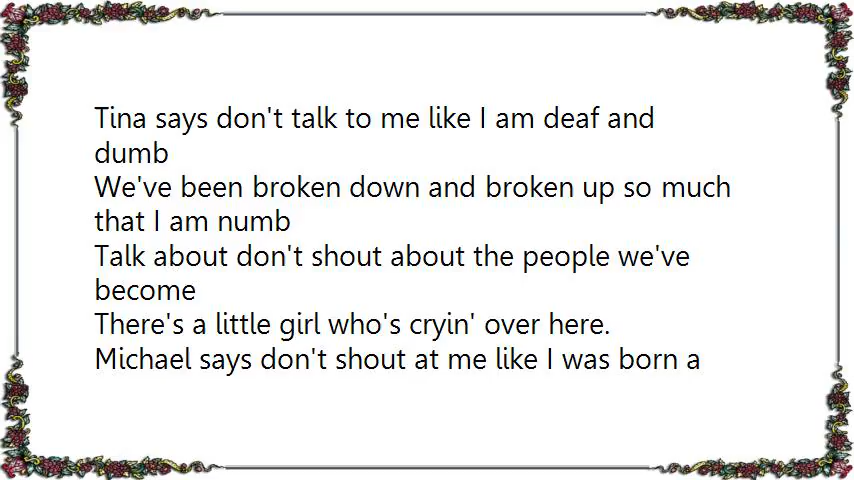 Tina says don't talk to me like I am deaf and
dumb
We've been broken down and broken up so much
that I am numb
Talk about don't shout about the people we've
become
There's a little girl who's cryin' over here.
Michael says don't shout at me like I was born a